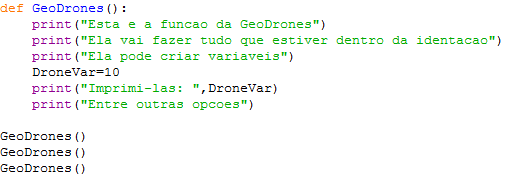 def GeoDrones():
    print("Esta e a funcao da GeoDrones")
    print("Ela vai fazer tudo que estiver dentro da identacao")
    print("Ela pode criar variaveis")
    DroneVar=10
    print("Imprimi-las: ",DroneVar)
    print("Entre outras opcoes")
GeoDrones()
GeoDrones()
GeoDrones()